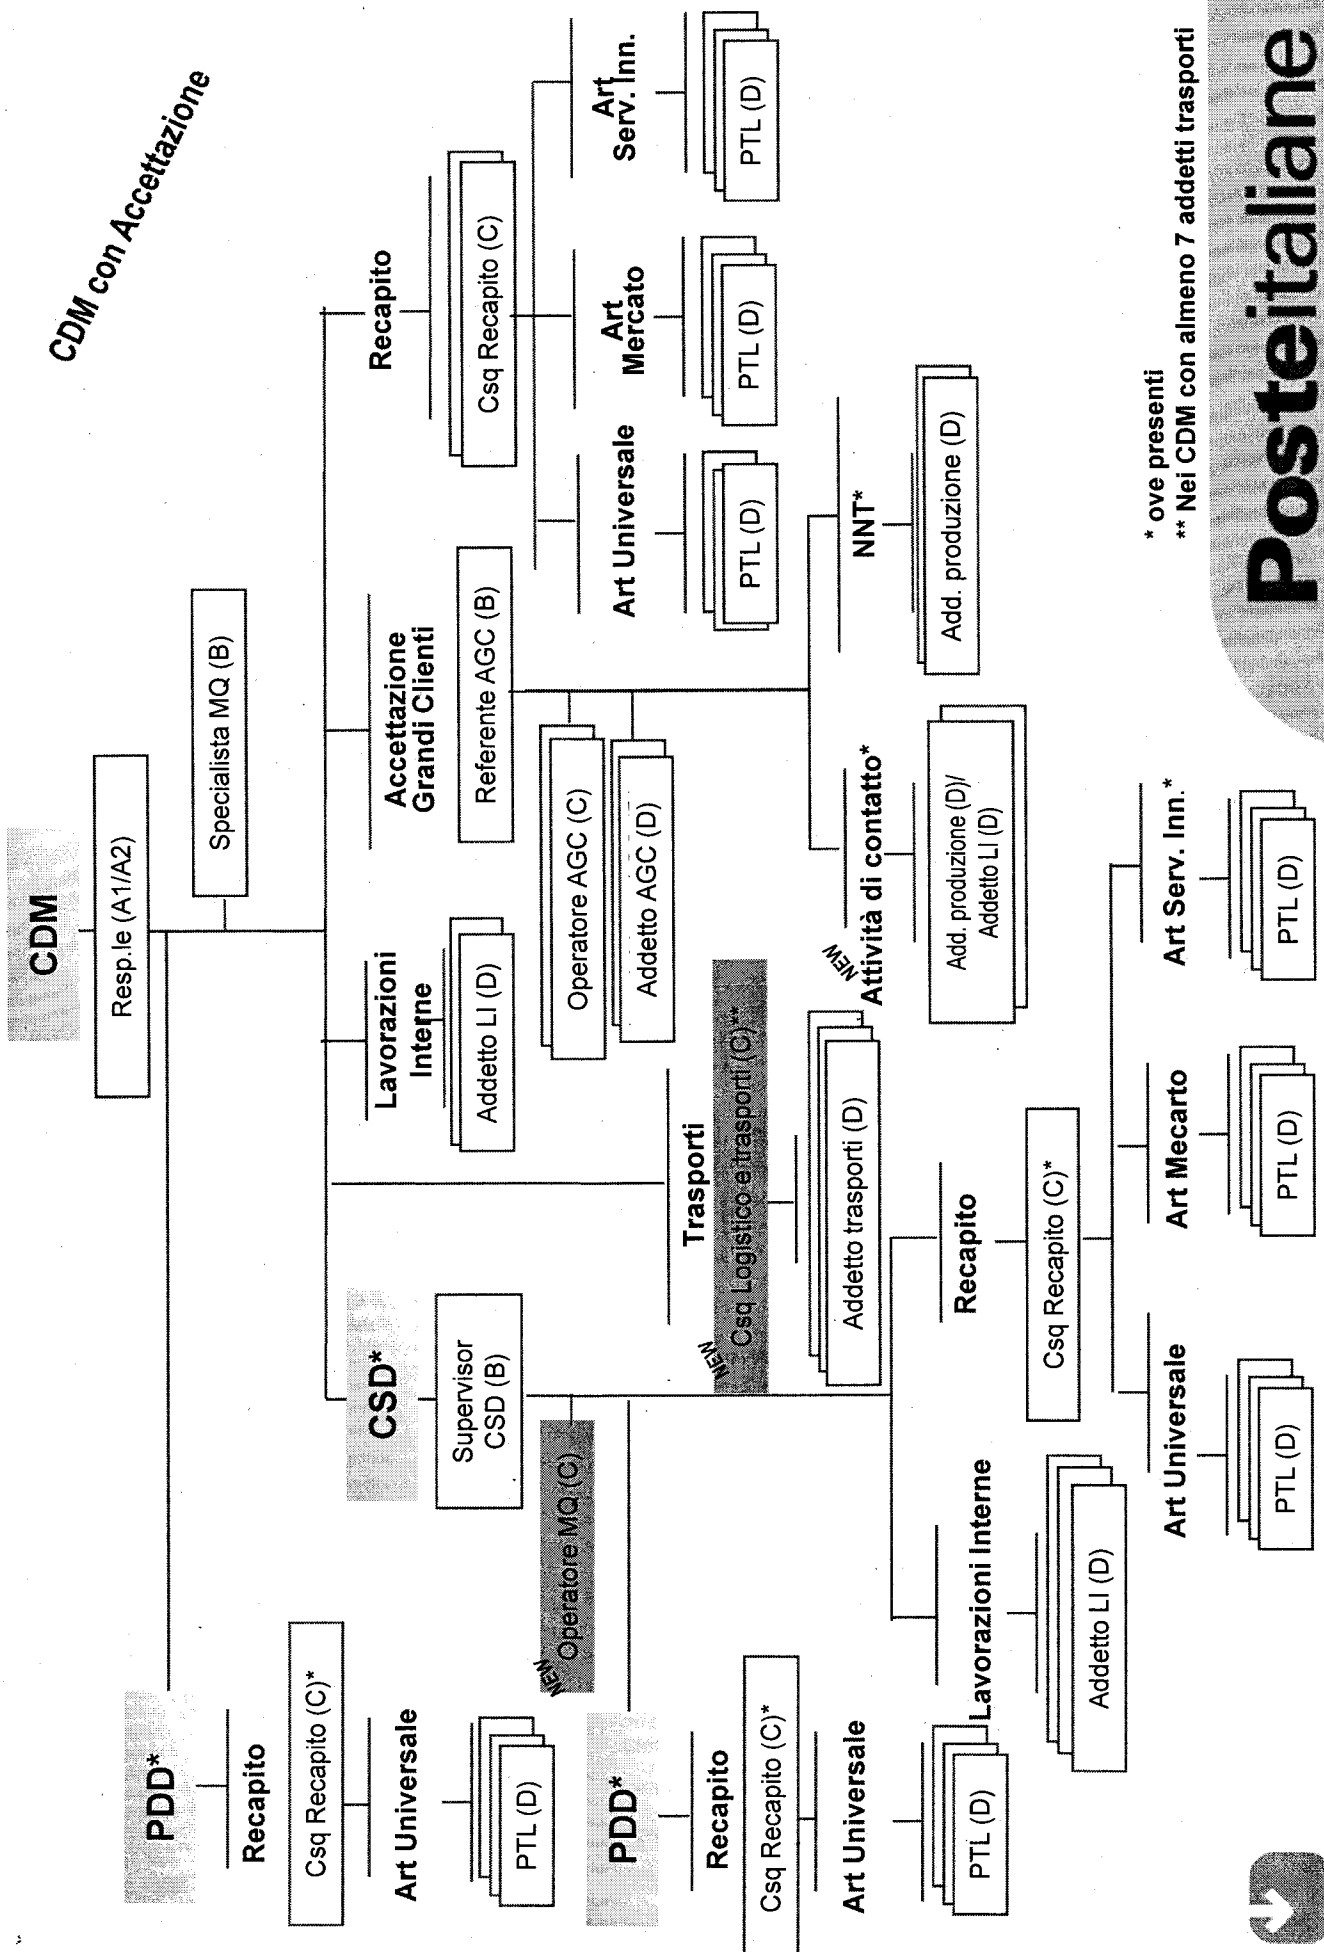 CDM con Accettazione
CDM
Resp.le (A1/A2)
Specialista MQ (B)
PDD*
Recapito
Csq Recapito (C)*
Art Universale
PTL (D)
CSD*
Supervisor
CSD (B)
NEW
Operatore MQ (C)
PDD*
Recapito
Csq Recapito (C)*
Art Universale
PTL (D)
Lavorazioni Interne
Addetto LI (D)
Recapito
Csq Recapito (C)*
Art Universale
PTL (D)
Art Mecarto
PTL (D)
Art Serv. Inn.*
PTL (D)
Trasporti
NEW
Csq Logistico e trasporti (C)**
Addetto trasporti (D)
Lavorazioni
Interne
Addetto LI (D)
Accettazione
Grandi Clienti
Referente AGC (B)
Operatore AGC (C)
Addetto AGC (D)
NEW
Attività di contatto*
Add. produzione (D)/
Addetto LI (D)
NNT*
Add. produzione (D)
Recapito
Csq Recapito (C)
Art Universale
PTL (D)
Art
Mercato
PTL (D)
Art
Serv. Inn.
PTL (D)
* ove presenti
** Nei CDM con almeno 7 addetti trasporti
Posteitaliane